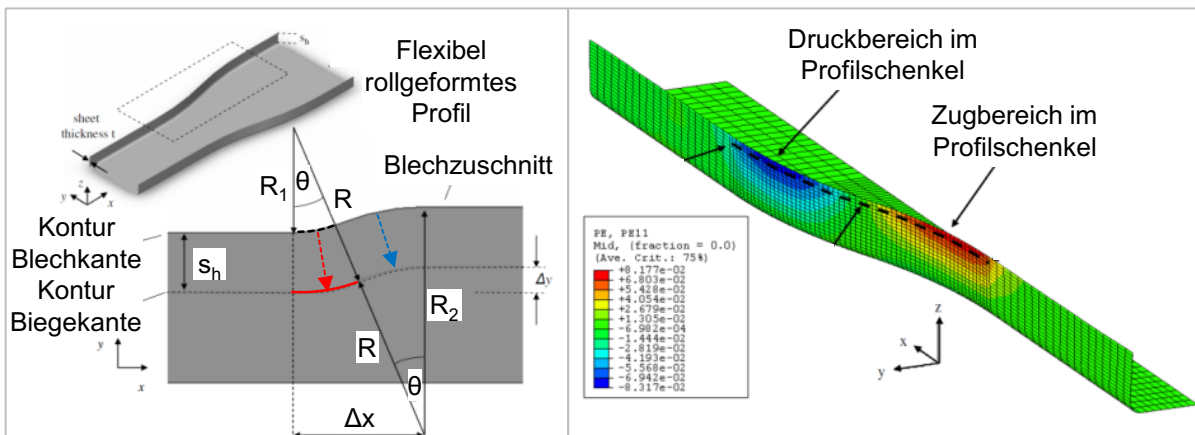 s_h
Flexibel
rollgeformtes
Profil
sheet
thickness t
z
y
x
R₁
θ
R
Blechzuschnitt
Kontur
Blechkante
s_h
Kontur
Biegekante
Δy
R₂
R
θ
y
x
Δx
Druckbereich im
Profilschenkel
Zugbereich im
Profilschenkel
PE, PE11
Mid, (fraction = 0.0)
(Ave. Crit.: 75%)
+8.177e-02
+6.803e-02
+5.428e-02
+4.054e-02
+2.679e-02
+1.305e-02
-6.982e-04
-1.444e-02
-2.819e-02
-4.193e-02
-5.568e-02
-6.942e-02
-8.317e-02
z
x
y